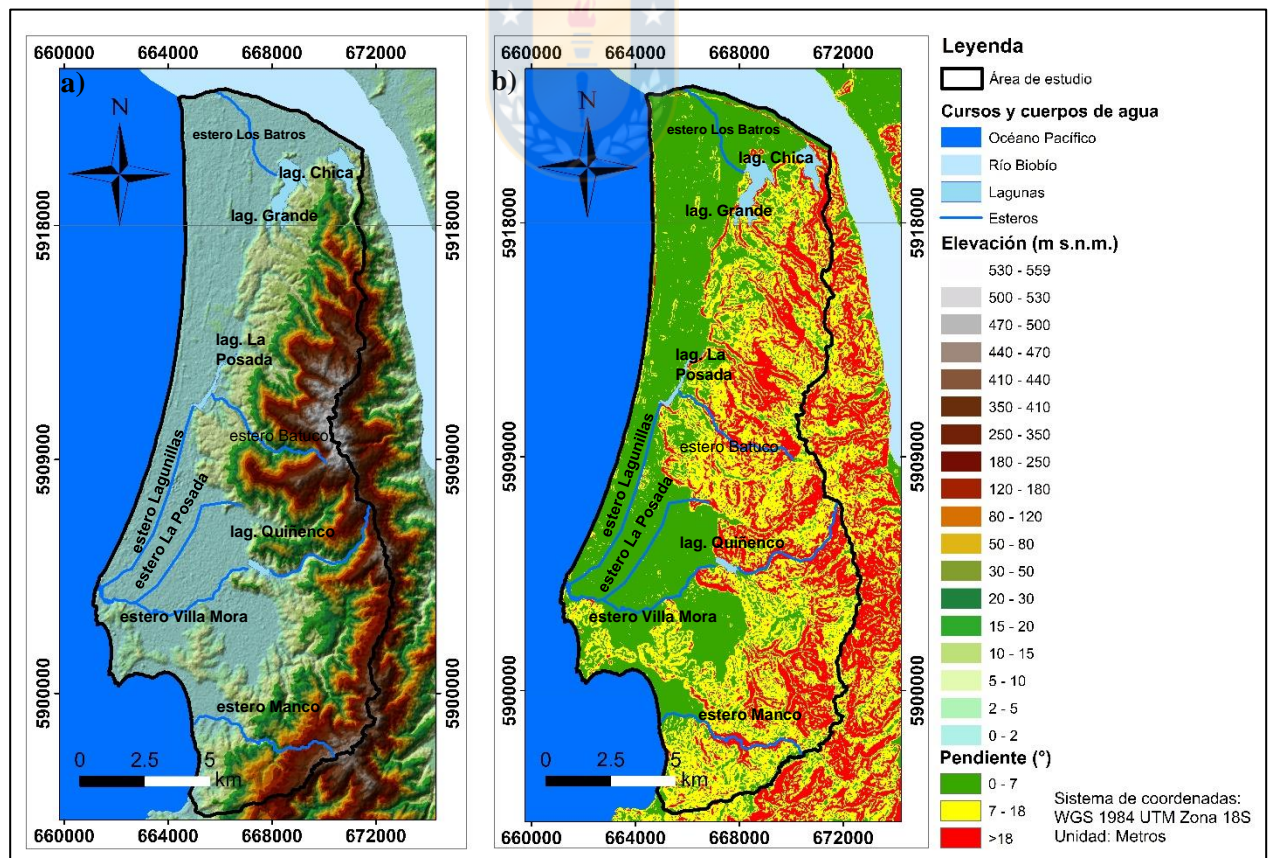 660000 664000 668000 672000
a)
N
estero Los Batros
lag. Chica
lag. Grande
5918000
lag. La
Posada
estero Batuco
5909000
estero Lagunillas
estero La Posada
lag. Quiñenco
estero Villa Mora
5900000
estero Manco
0 2.5 5
km
660000 664000 668000 672000
660000 664000 668000 672000
b)
N
estero Los Batros
lag. Chica
lag. Grande
5918000
5918000
lag. La
Posada
estero Batuco
5909000
5909000
estero Lagunillas
estero La Posada
lag. Quiñenco
estero Villa Mora
5900000
5900000
estero Manco
0 2.5 5
km
660000 664000 668000 672000
Leyenda
Área de estudio
Cursos y cuerpos de agua
Océano Pacífico
Río Biobío
Lagunas
Esteros
Elevación (m s.n.m.)
530 - 559
500 - 530
470 - 500
440 - 470
410 - 440
350 - 410
250 - 350
180 - 250
120 - 180
80 - 120
50 - 80
30 - 50
20 - 30
15 - 20
10 - 15
5 - 10
2 - 5
0 - 2
Pendiente (°)
0 - 7
7 - 18
>18
Sistema de coordenadas:
WGS 1984 UTM Zona 18S
Unidad: Metros